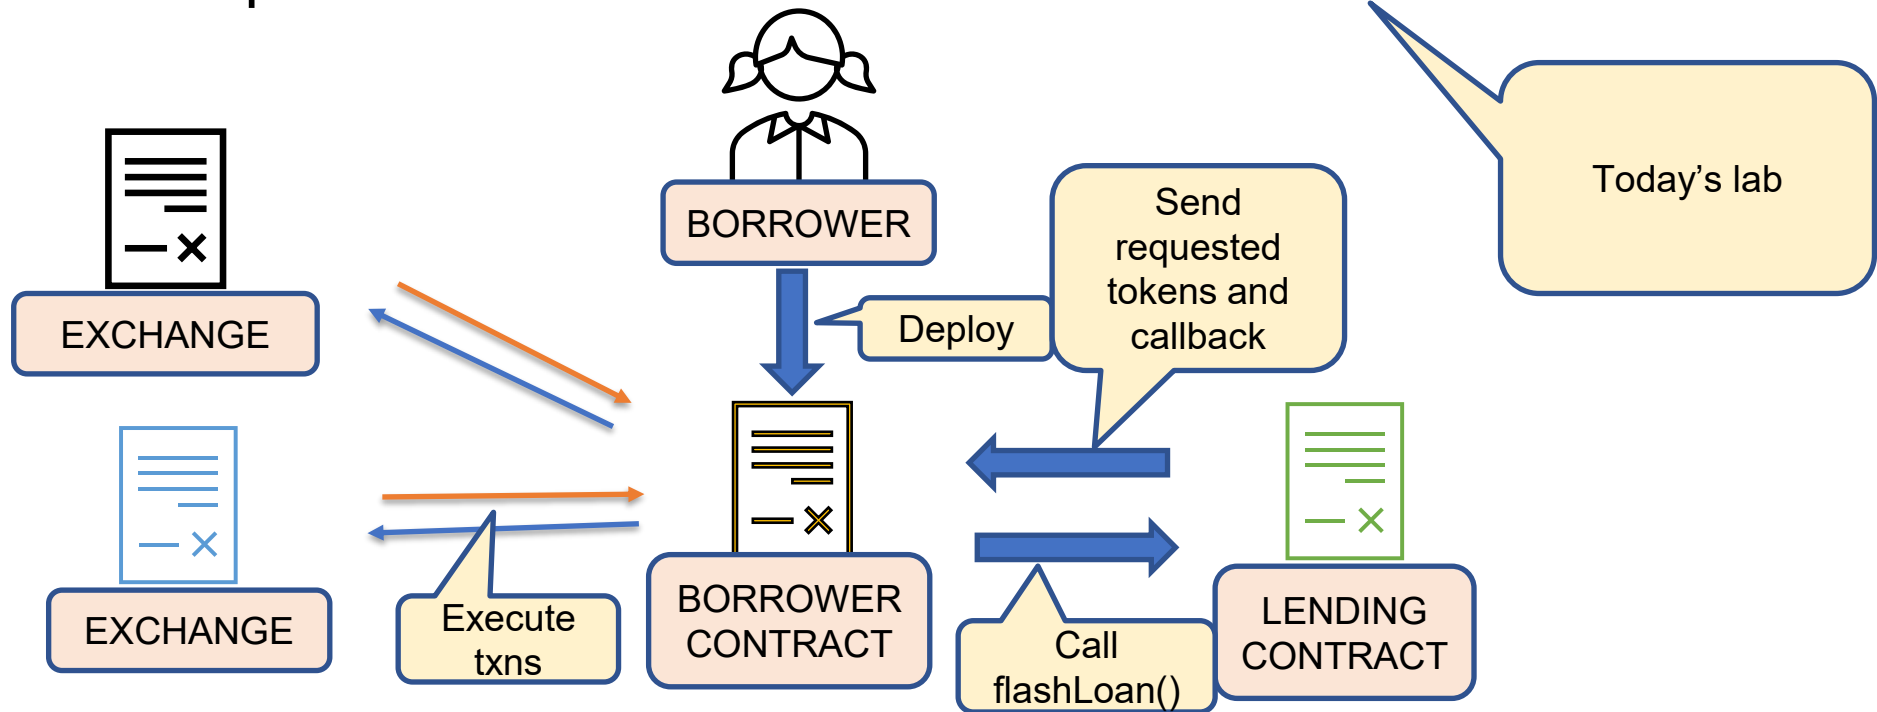 Today’s lab
BORROWER
Send
requested
tokens and
callback
EXCHANGE
Deploy
EXCHANGE
Execute
txns
BORROWER
CONTRACT
Call
flashLoan()
LENDING
CONTRACT